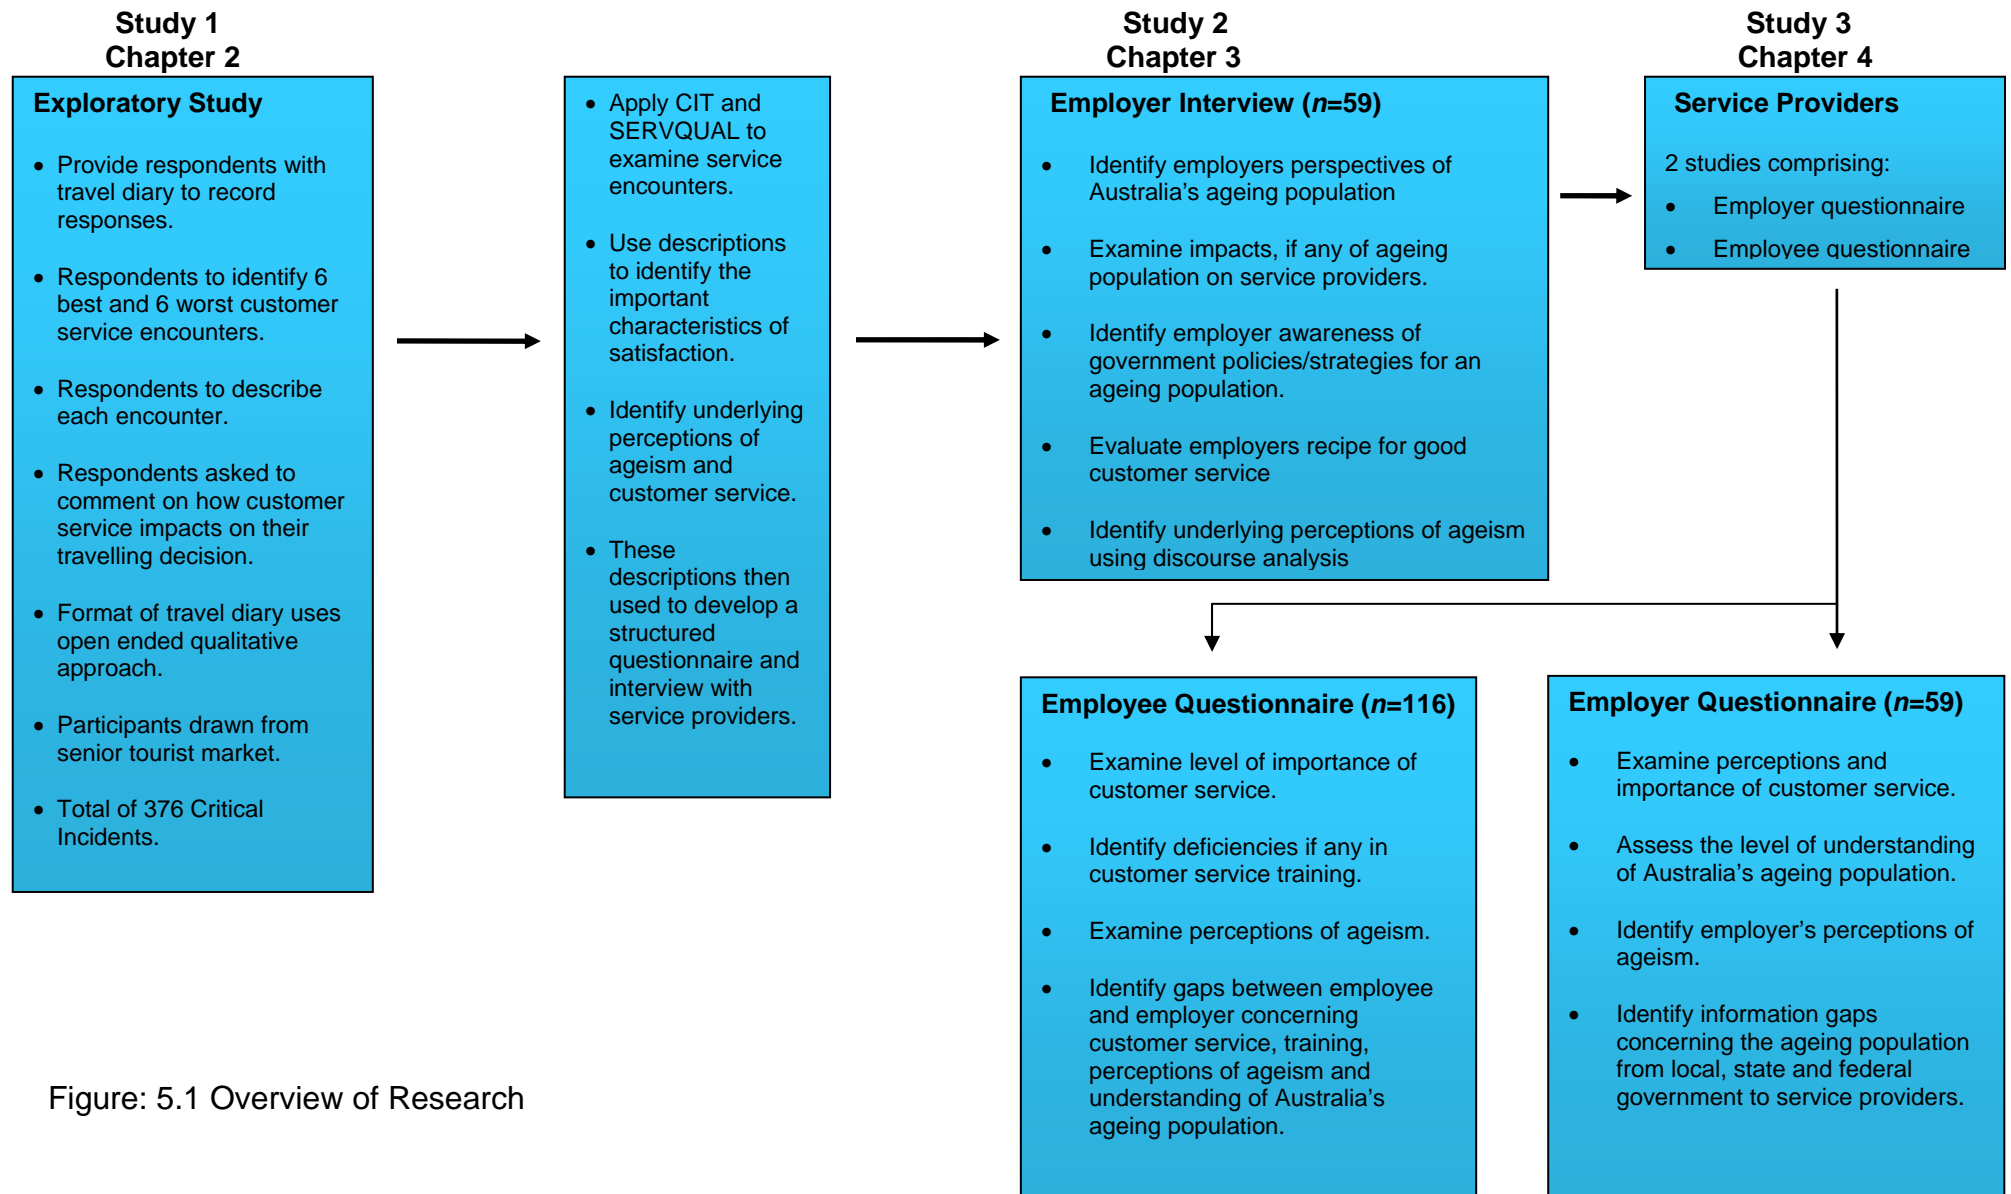 Study 1
Chapter 2
Exploratory Study
• Provide respondents with
travel diary to record
responses.
• Respondents to identify 6
best and 6 worst customer
service encounters.
• Respondents to describe
each encounter.
• Respondents asked to
comment on how customer
service impacts on their
travelling decision.
• Format of travel diary uses
open ended qualitative
approach.
• Participants drawn from
senior tourist market.
• Total of 376 Critical
Incidents.
• Apply CIT and
SERVQUAL to
examine service
encounters.
• Use descriptions
to identify the
important
characteristics of
satisfaction.
• Identify underlying
perceptions of
ageism and
customer service.
• These
descriptions then
used to develop a
structured
questionnaire and
interview with
service providers.
Study 2
Chapter 3
Employer Interview (n=59)
• Identify employers perspectives of
Australia's ageing population
• Examine impacts, if any of ageing
population on service providers.
• Identify employer awareness of
government policies/strategies for an
ageing population.
• Evaluate employers recipe for good
customer service
• Identify underlying perceptions of ageism
using discourse analysis
Study 3
Chapter 4
Service Providers
2 studies comprising:
• Employer questionnaire
• Employee questionnaire
Employee Questionnaire (n=116)
• Examine level of importance of
customer service.
• Identify deficiencies if any in
customer service training.
• Examine perceptions of ageism.
• Identify gaps between employee
and employer concerning
customer service, training,
perceptions of ageism and
understanding of Australia's
ageing population.
Employer Questionnaire (n=59)
• Examine perceptions and
importance of customer service.
• Assess the level of understanding
of Australia's ageing population.
• Identify employer's perceptions of
ageism.
• Identify information gaps
concerning the ageing population
from local, state and federal
government to service providers.
Figure: 5.1 Overview of Research